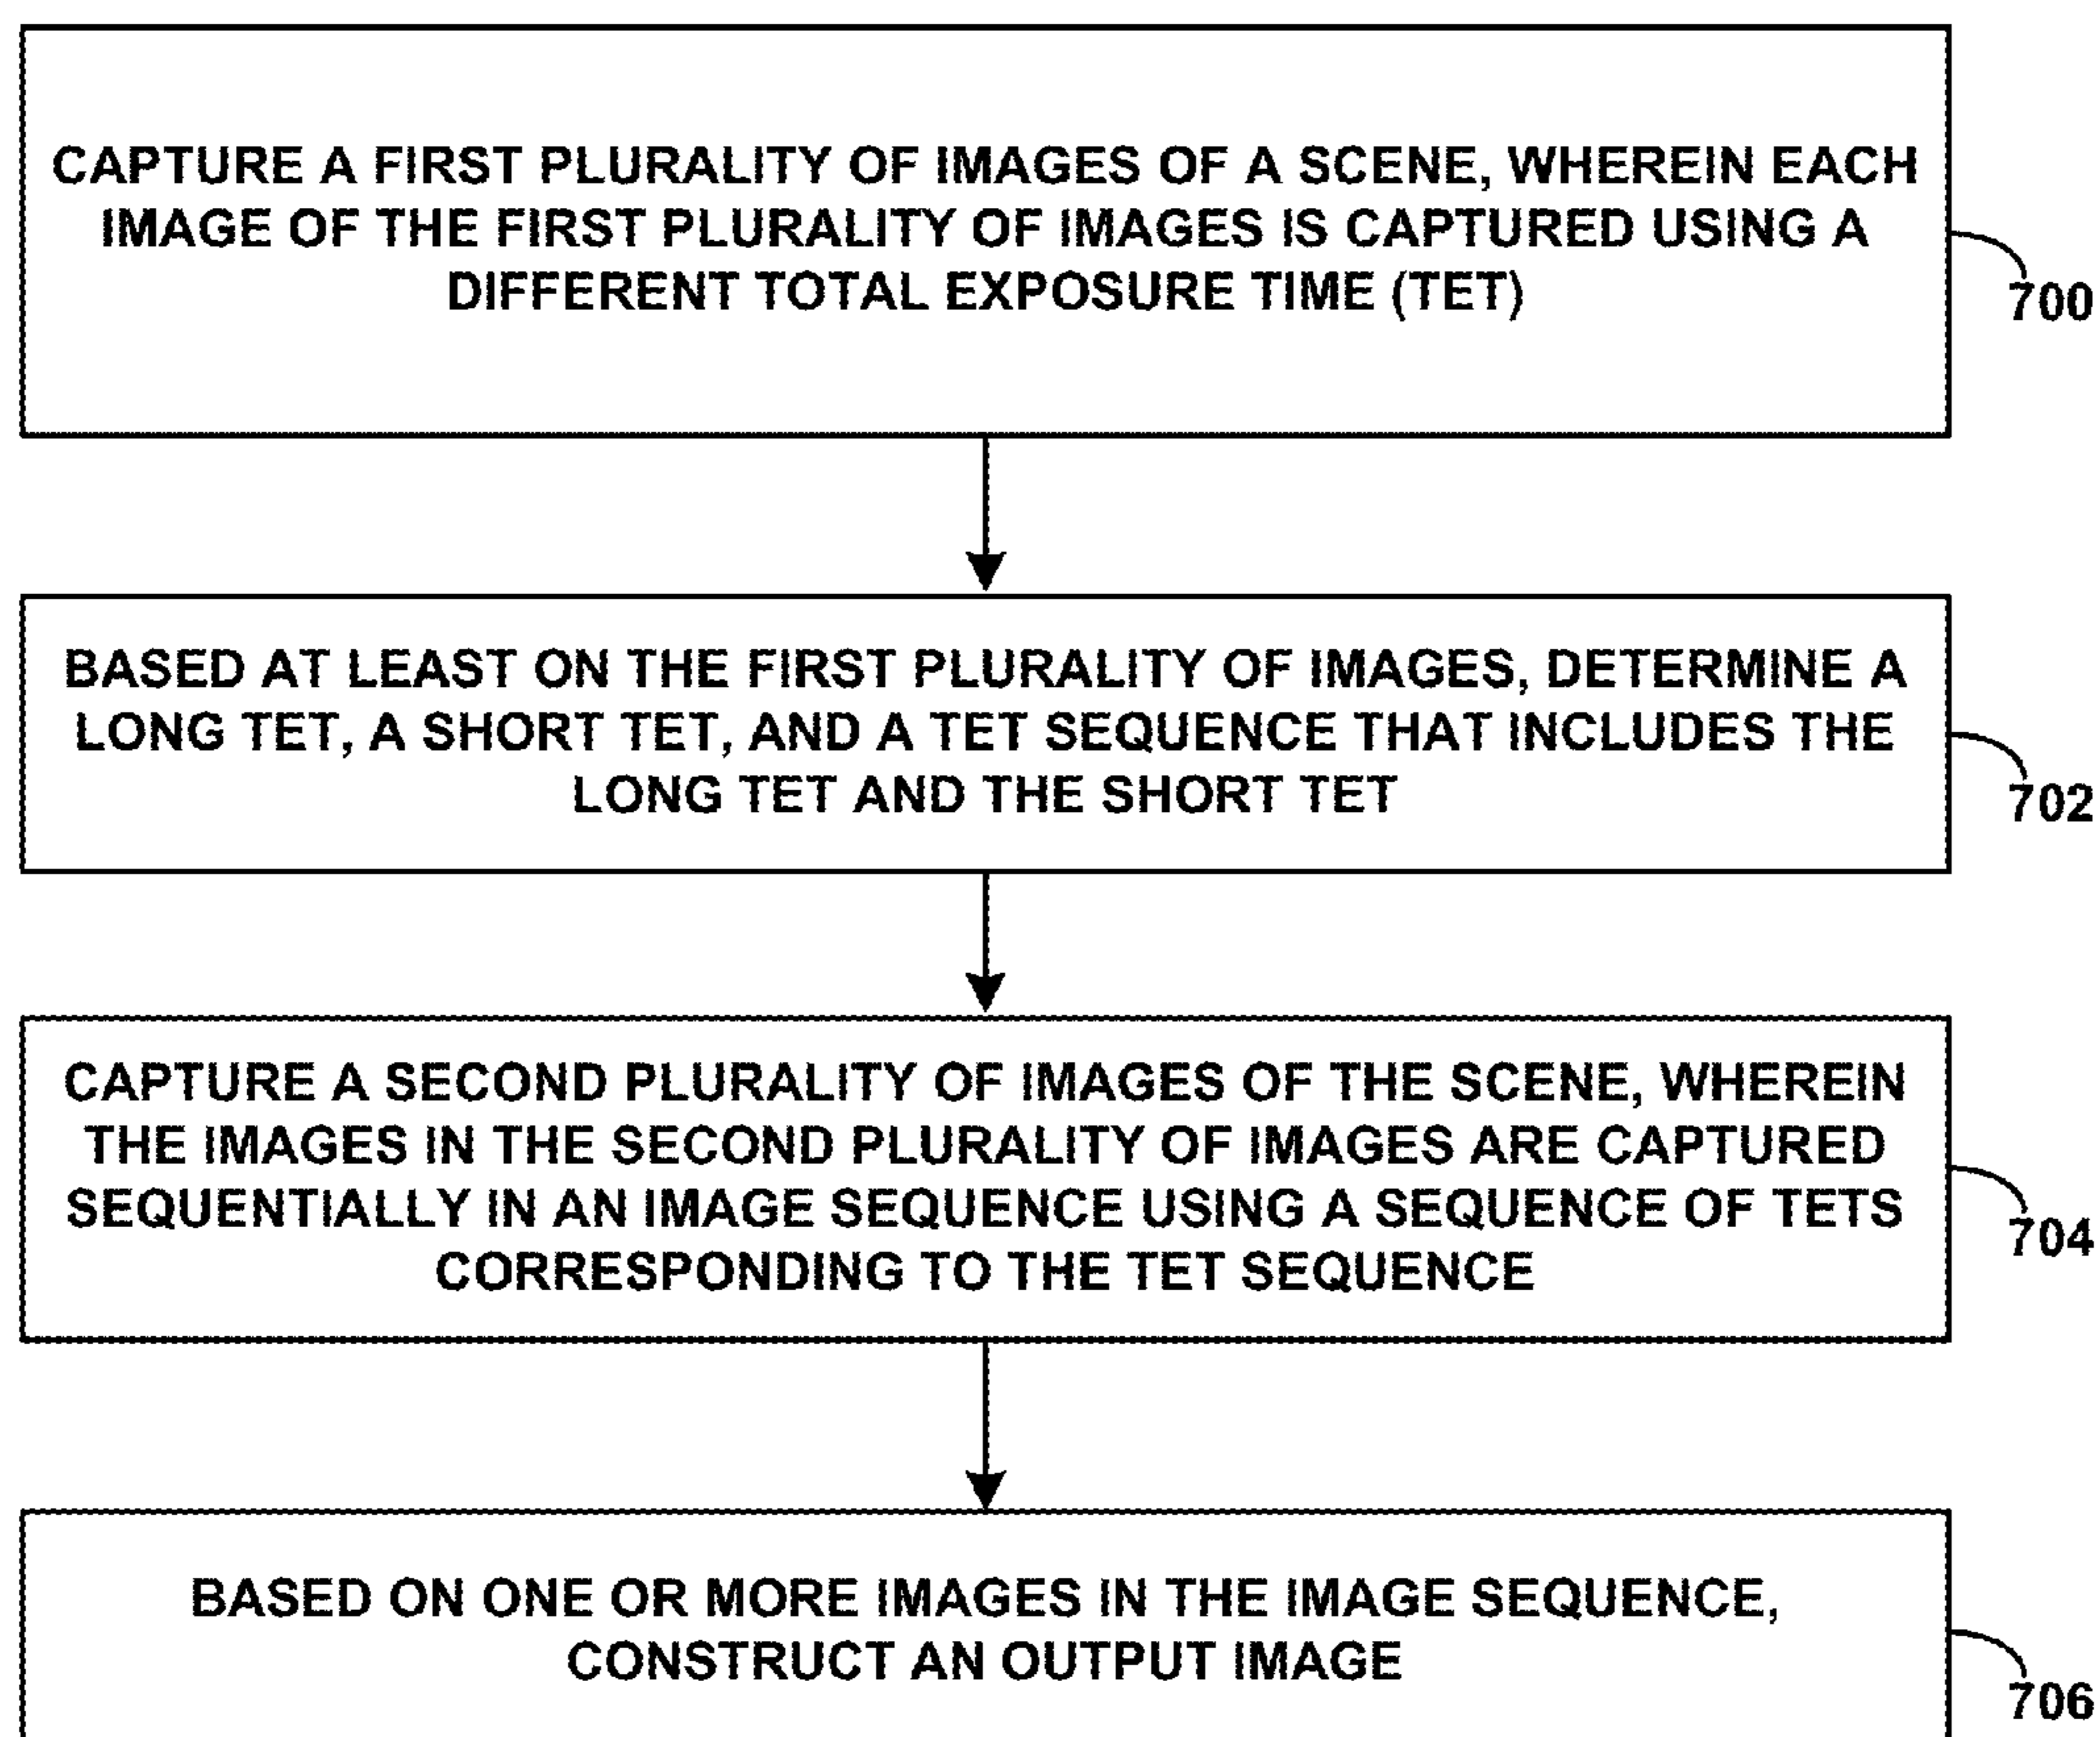 CAPTURE A FIRST PLURALITY OF IMAGES OF A SCENE, WHEREIN EACH
IMAGE OF THE FIRST PLURALITY OF IMAGES IS CAPTURED USING A
DIFFERENT TOTAL EXPOSURE TIME (TET)
700
BASED AT LEAST ON THE FIRST PLURALITY OF IMAGES, DETERMINE A
LONG TET, A SHORT TET, AND A TET SEQUENCE THAT INCLUDES THE
LONG TET AND THE SHORT TET
702
CAPTURE A SECOND PLURALITY OF IMAGES OF THE SCENE, WHEREIN
THE IMAGES IN THE SECOND PLURALITY OF IMAGES ARE CAPTURED
SEQUENTIALLY IN AN IMAGE SEQUENCE USING A SEQUENCE OF TETS
CORRESPONDING TO THE TET SEQUENCE
704
BASED ON ONE OR MORE IMAGES IN THE IMAGE SEQUENCE,
CONSTRUCT AN OUTPUT IMAGE
706